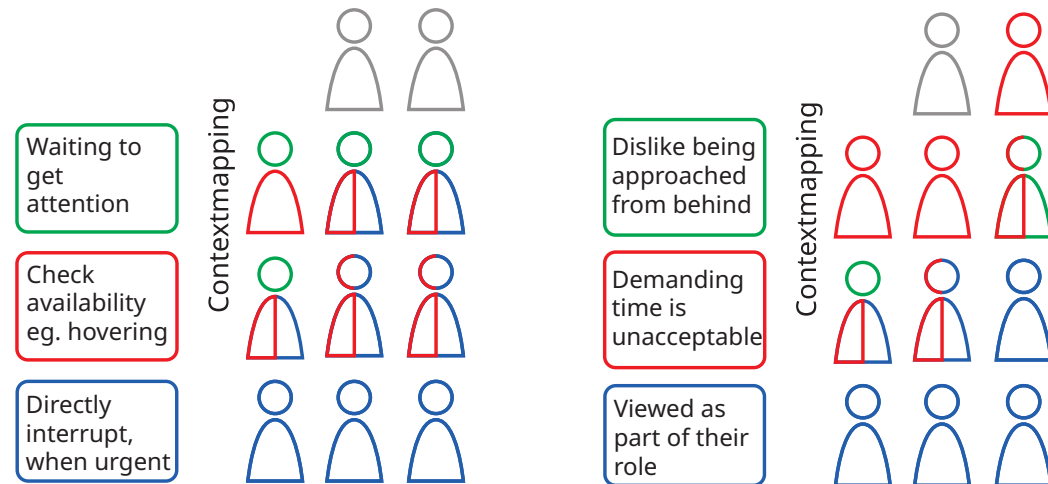 Waiting to
get
attention
Check
availability
eg. hovering
Directly
interrupt,
when urgent
Contextmapping
Dislike being
approached
from behind
Demanding
time is
unacceptable
Viewed as
part of their
role
Contextmapping